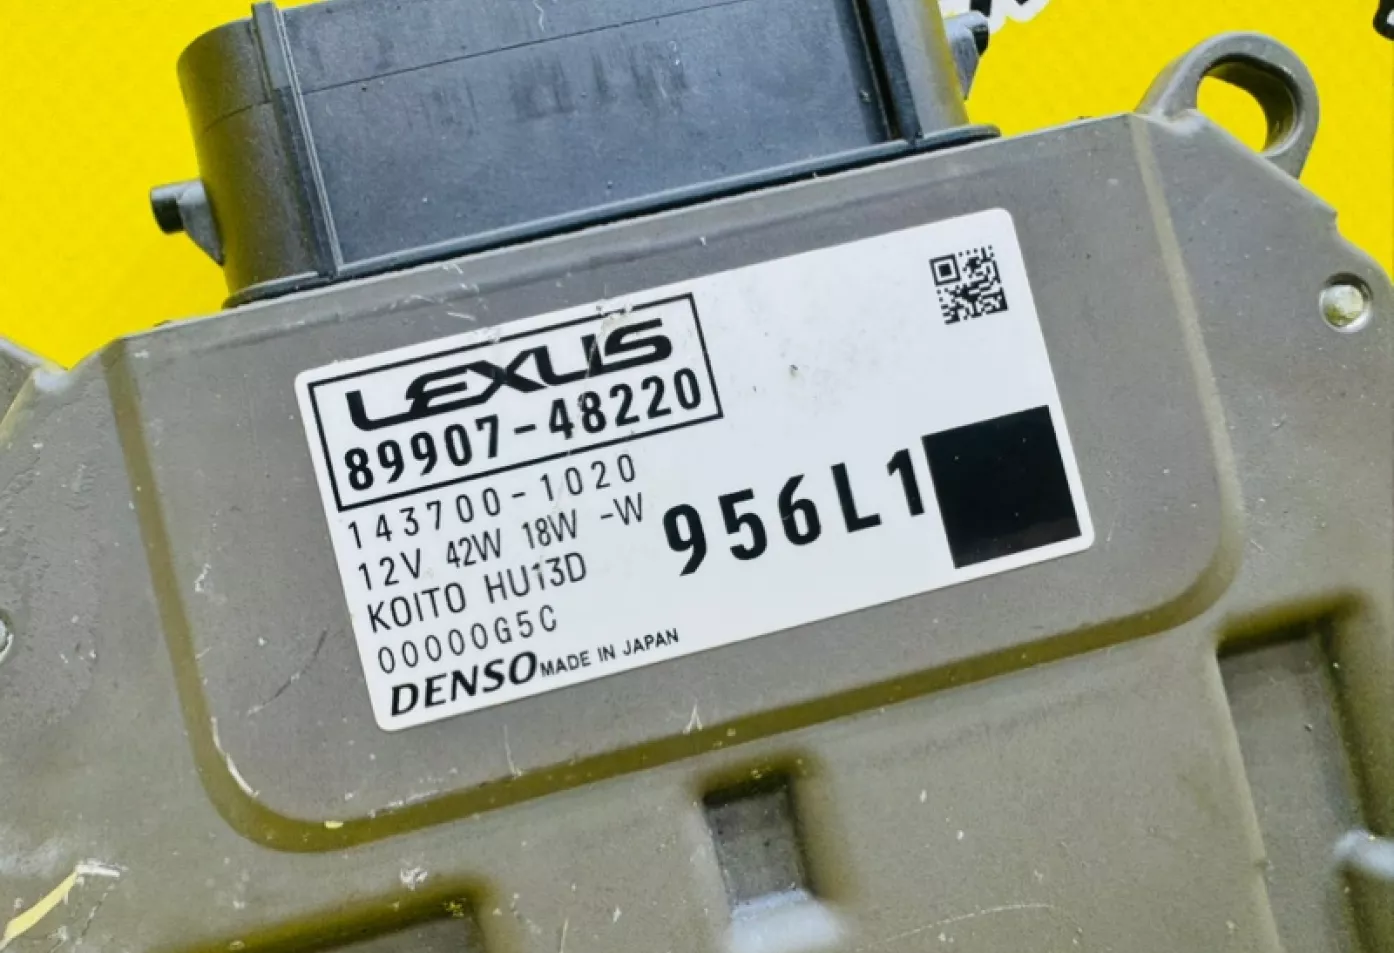 LEXUS
89907-48220
143700-1020
12V 42W 18W -W
KOITO HU13D
00000G5C
DENSO MADE IN JAPAN
956L1